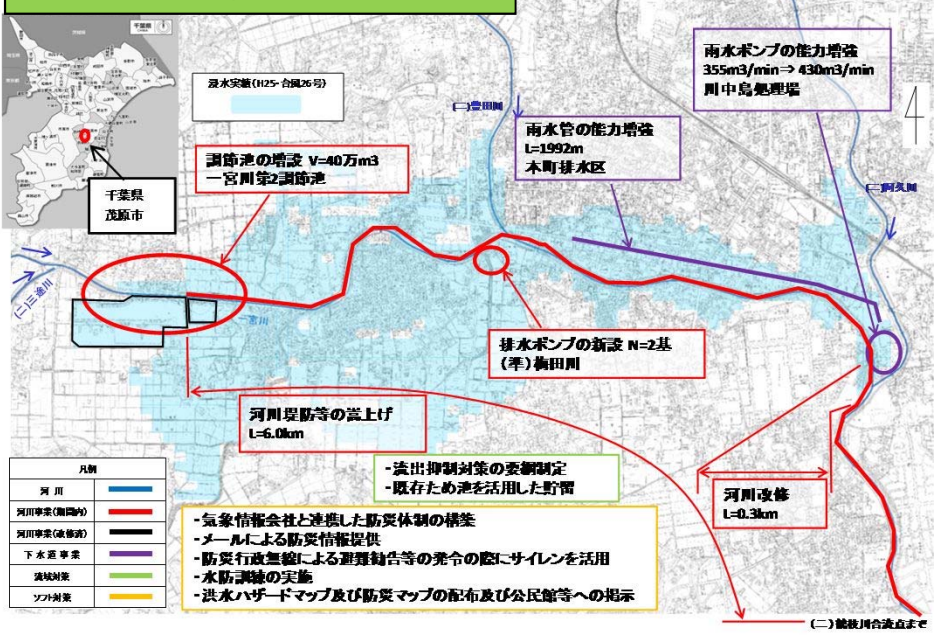 千葉県
浸水実績(H25・台風26号)
千葉県
茂原市
調節池の増設 V=40万m3
一宮川第2調節池
(二)豊田川
雨水管の能力増強
L=1992m
本町排水区
雨水ポンプの能力増強
355m3/min⇒ 430m3/min
川中島処理場
(二)阿久川
(二)三途川
一宮川
排水ポンプの新設 N=2基
(準)梅田川
河川堤防等の嵩上げ
L=6.0km
河川改修
L=0.3km
・流出抑制対策の要綱制定
・既存ため池を活用した貯留
・気象情報会社と連携した防災体制の構築
・メールによる防災情報提供
・防災行政無線による避難勧告等の発令の際にサイレンを活用
・水防訓練の実施
・洪水ハザードマップ及び防災マップの配布及び公民館等への掲示
凡例
河川
河川事業(期間内)
河川事業(改修済)
下水道事業
流域対策
ソフト対策
(二)鶴枝川合流点まで